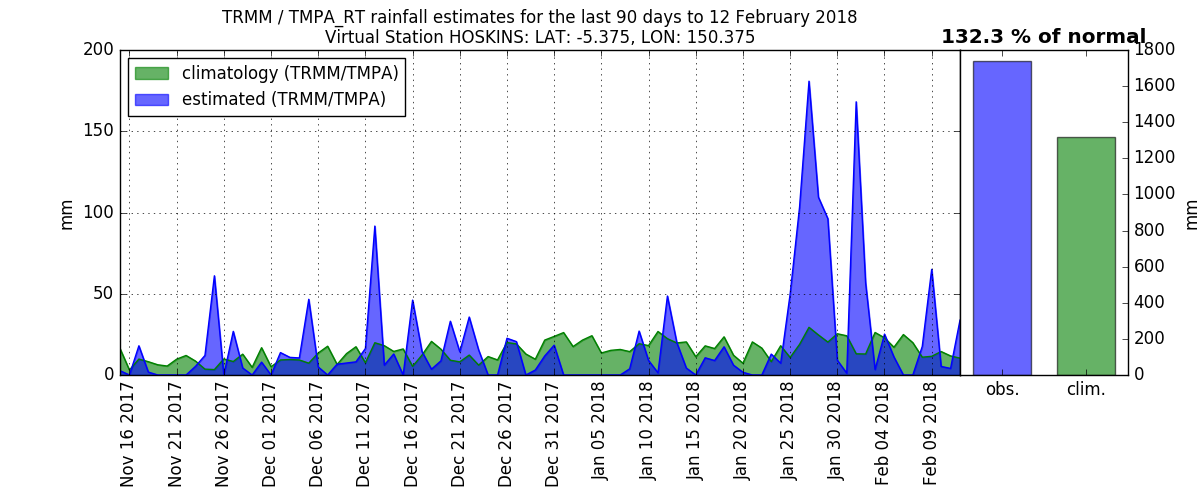 TRMM / TMPA_RT rainfall estimates for the last 90 days to 12 February 2018
Virtual Station HOSKINS: LAT: -5.375, LON: 150.375
132.3 % of normal
climatology (TRMM/TMPA)
estimated (TRMM/TMPA)
mm
200
150
100
50
0
Nov 16 2017
Nov 21 2017
Nov 26 2017
Dec 01 2017
Dec 06 2017
Dec 11 2017
Dec 16 2017
Dec 21 2017
Dec 26 2017
Dec 31 2017
Jan 05 2018
Jan 10 2018
Jan 15 2018
Jan 20 2018
Jan 25 2018
Jan 30 2018
Feb 04 2018
Feb 09 2018
obs.
clim.
1800
1600
1400
1200
1000
800
600
400
200
0
mm